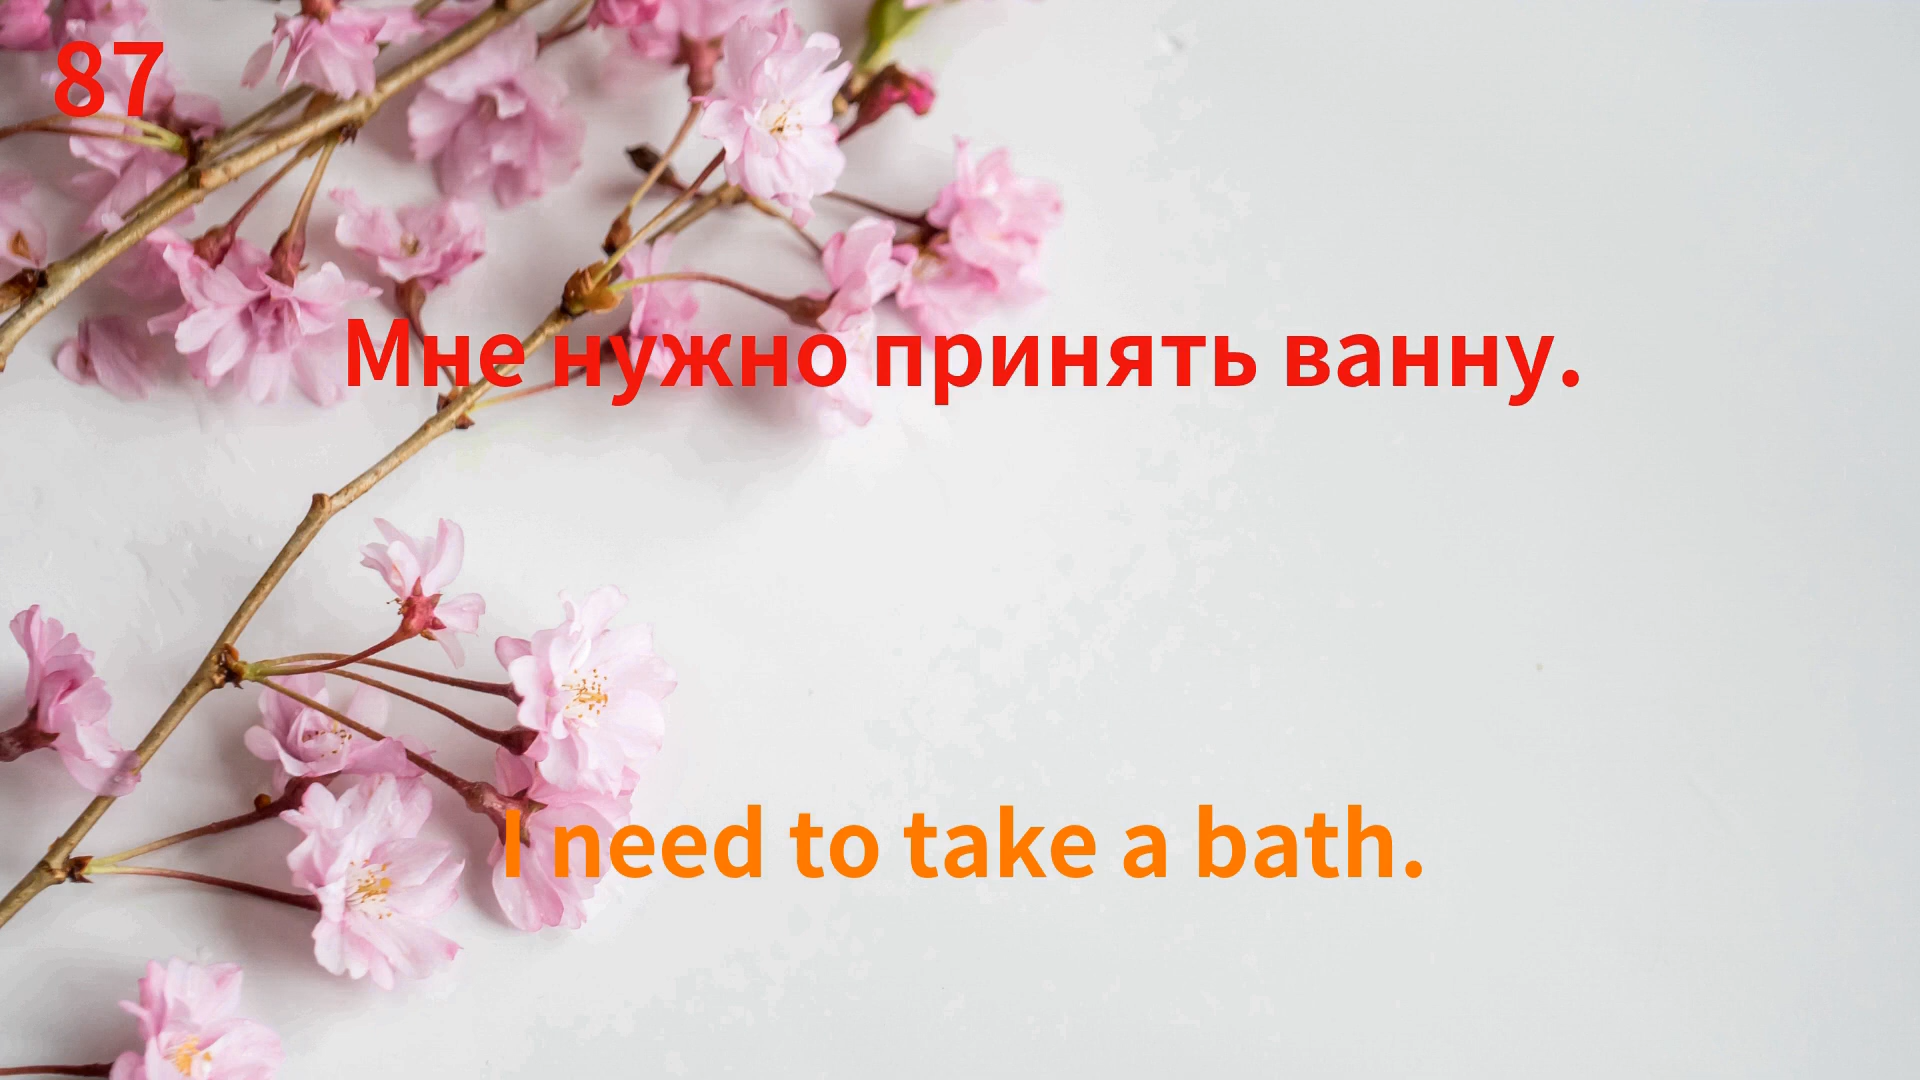 87
Мне нужно принять ванну.
I need to take a bath.